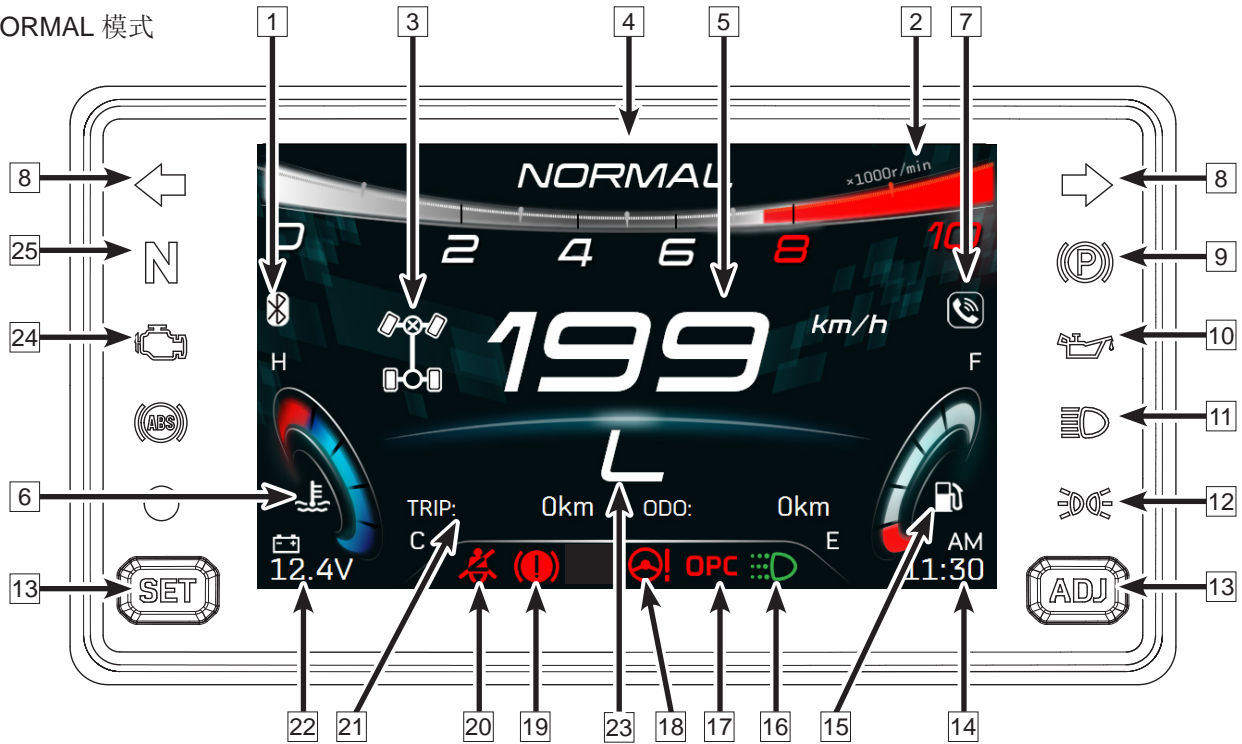 ORMAL 模式
1
3
4
5
2
7
NORMAL
×1000r/min
8
8
0 2 4 6 8 10
25
N
P
9
199 km/h
24
10
H
F
ABS
11
L
6
12
TRIP: 0km ODO: 0km
C
E
AM
12.4V
! ! OPC
11:30
13
SET
ADJ
13
22
21
20
19
23
18
17
16
15
14